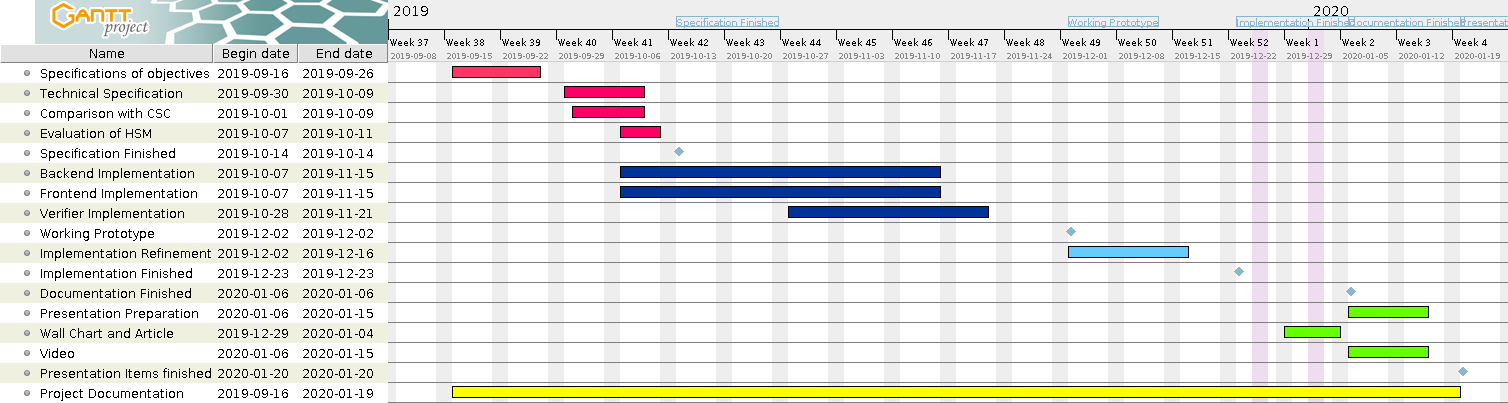 GANTT
project
2019 2020
Specification Finished Working Prototype Implementation Finished Documentation Finished Presentat
Name Begin date End date
Week 37 Week 38 Week 39 Week 40 Week 41 Week 42 Week 43 Week 44 Week 45 Week 46 Week 47 Week 48 Week 49 Week 50 Week 51 Week 52 Week 1 Week 2 Week 3 Week 4
2019-09-08 2019-09-15 2019-09-22 2019-09-29 2019-10-06 2019-10-13 2019-10-20 2019-10-27 2019-11-03 2019-11-10 2019-11-17 2019-11-24 2019-12-01 2019-12-08 2019-12-15 2019-12-22 2019-12-29 2020-01-05 2020-01-12 2020-01-19
Specifications of objectives 2019-09-16 2019-09-26
Technical Specification 2019-09-30 2019-10-09
Comparison with CSC 2019-10-01 2019-10-09
Evaluation of HSM 2019-10-07 2019-10-11
Specification Finished 2019-10-14 2019-10-14
Backend Implementation 2019-10-07 2019-11-15
Frontend Implementation 2019-10-07 2019-11-15
Verifier Implementation 2019-10-28 2019-11-21
Working Prototype 2019-12-02 2019-12-02
Implementation Refinement 2019-12-02 2019-12-16
Implementation Finished 2019-12-23 2019-12-23
Documentation Finished 2020-01-06 2020-01-06
Presentation Preparation 2020-01-06 2020-01-15
Wall Chart and Article 2019-12-29 2020-01-04
Video 2020-01-06 2020-01-15
Presentation Items finished 2020-01-20 2020-01-20
Project Documentation 2019-09-16 2020-01-19